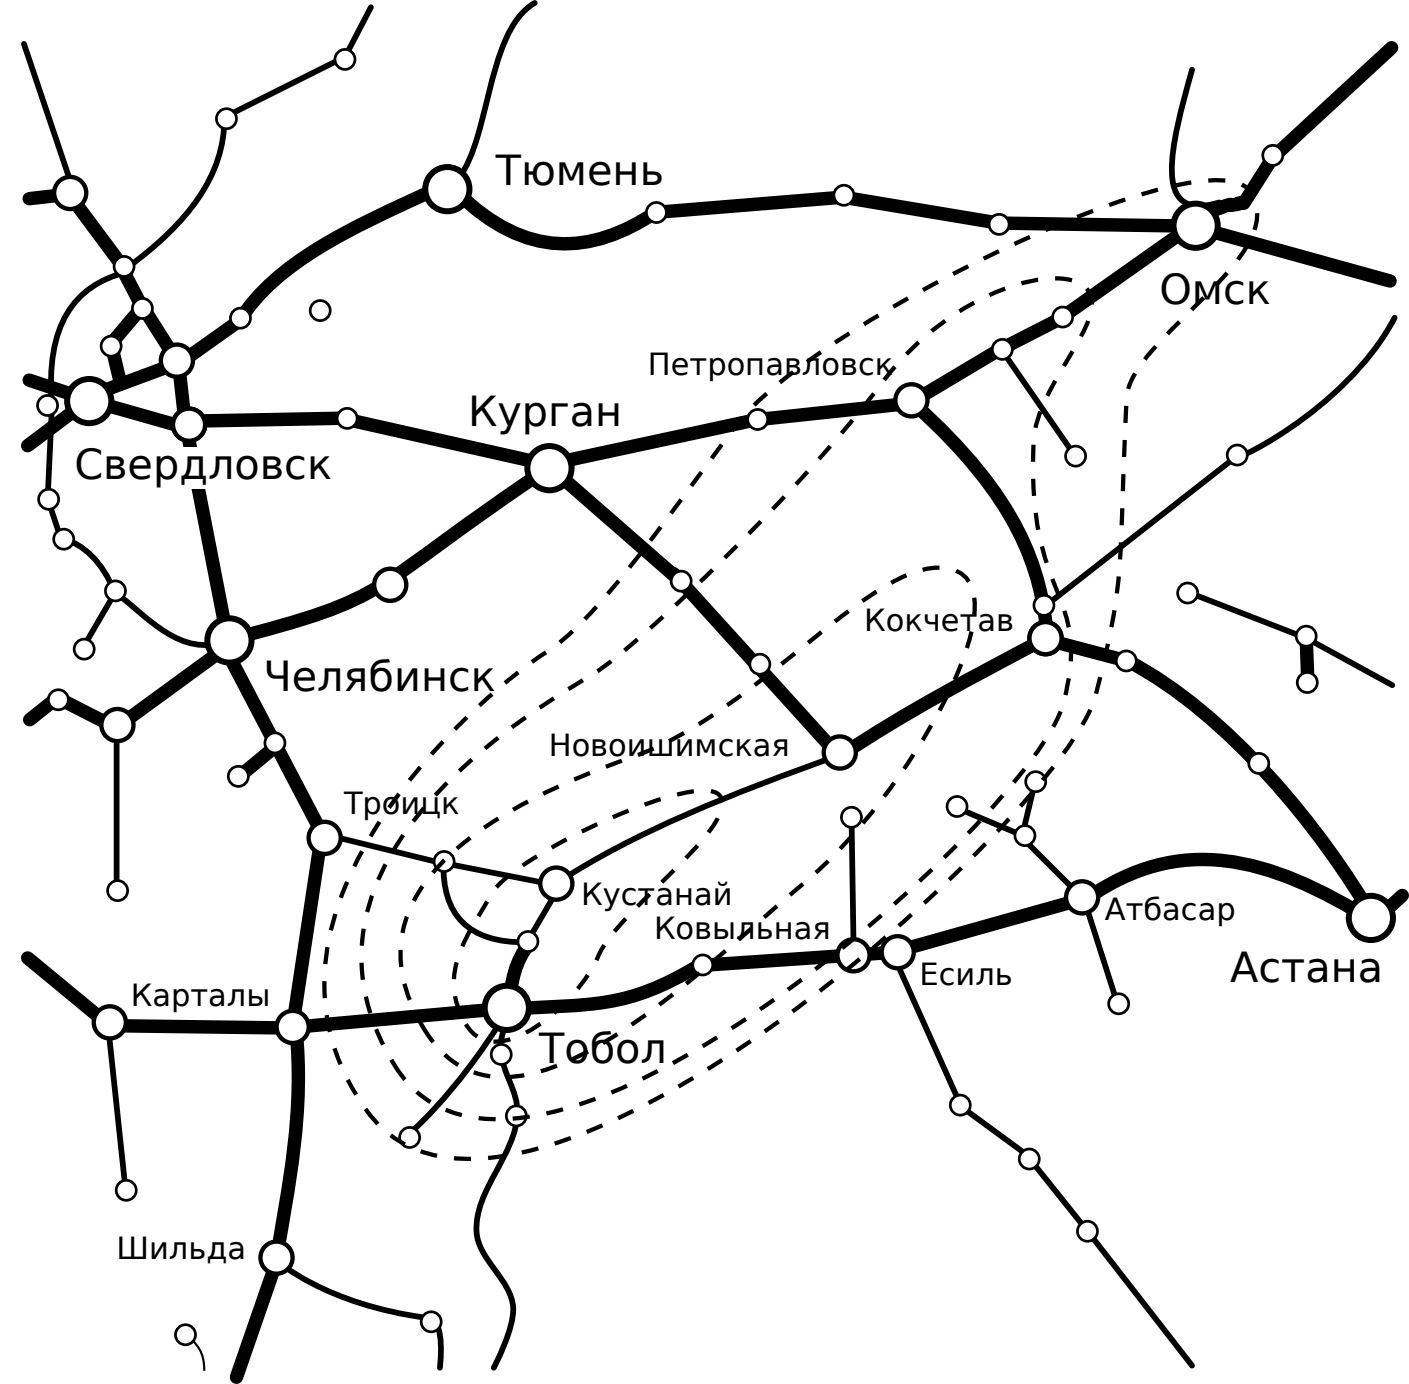 Тюмень
Омск
Петропавловск
Курган
Свердловск
Кокчетав
Челябинск
Новоишимская
Троицк
Кустанай
Ковыльная
Атбасар
Есиль
Астана
Карталы
Тобол
Шильда